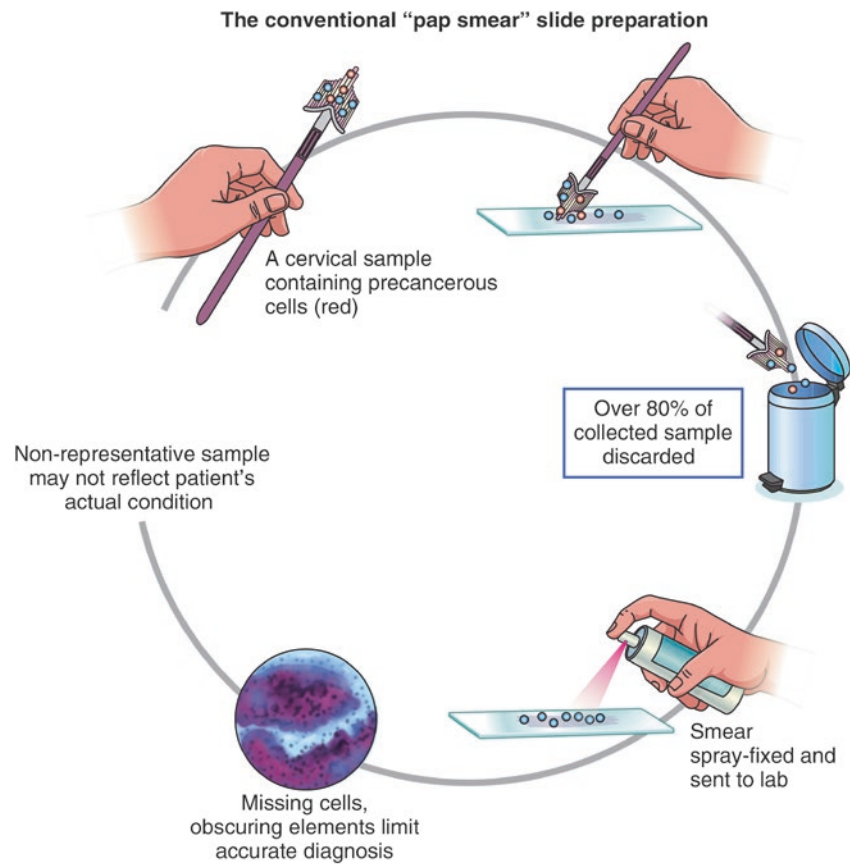 The conventional “pap smear” slide preparation
A cervical sample
containing precancerous
cells (red)
Over 80% of
collected sample
discarded
Smear
spray-fixed and
sent to lab
Missing cells,
obscuring elements limit
accurate diagnosis
Non-representative sample
may not reflect patient’s
actual condition